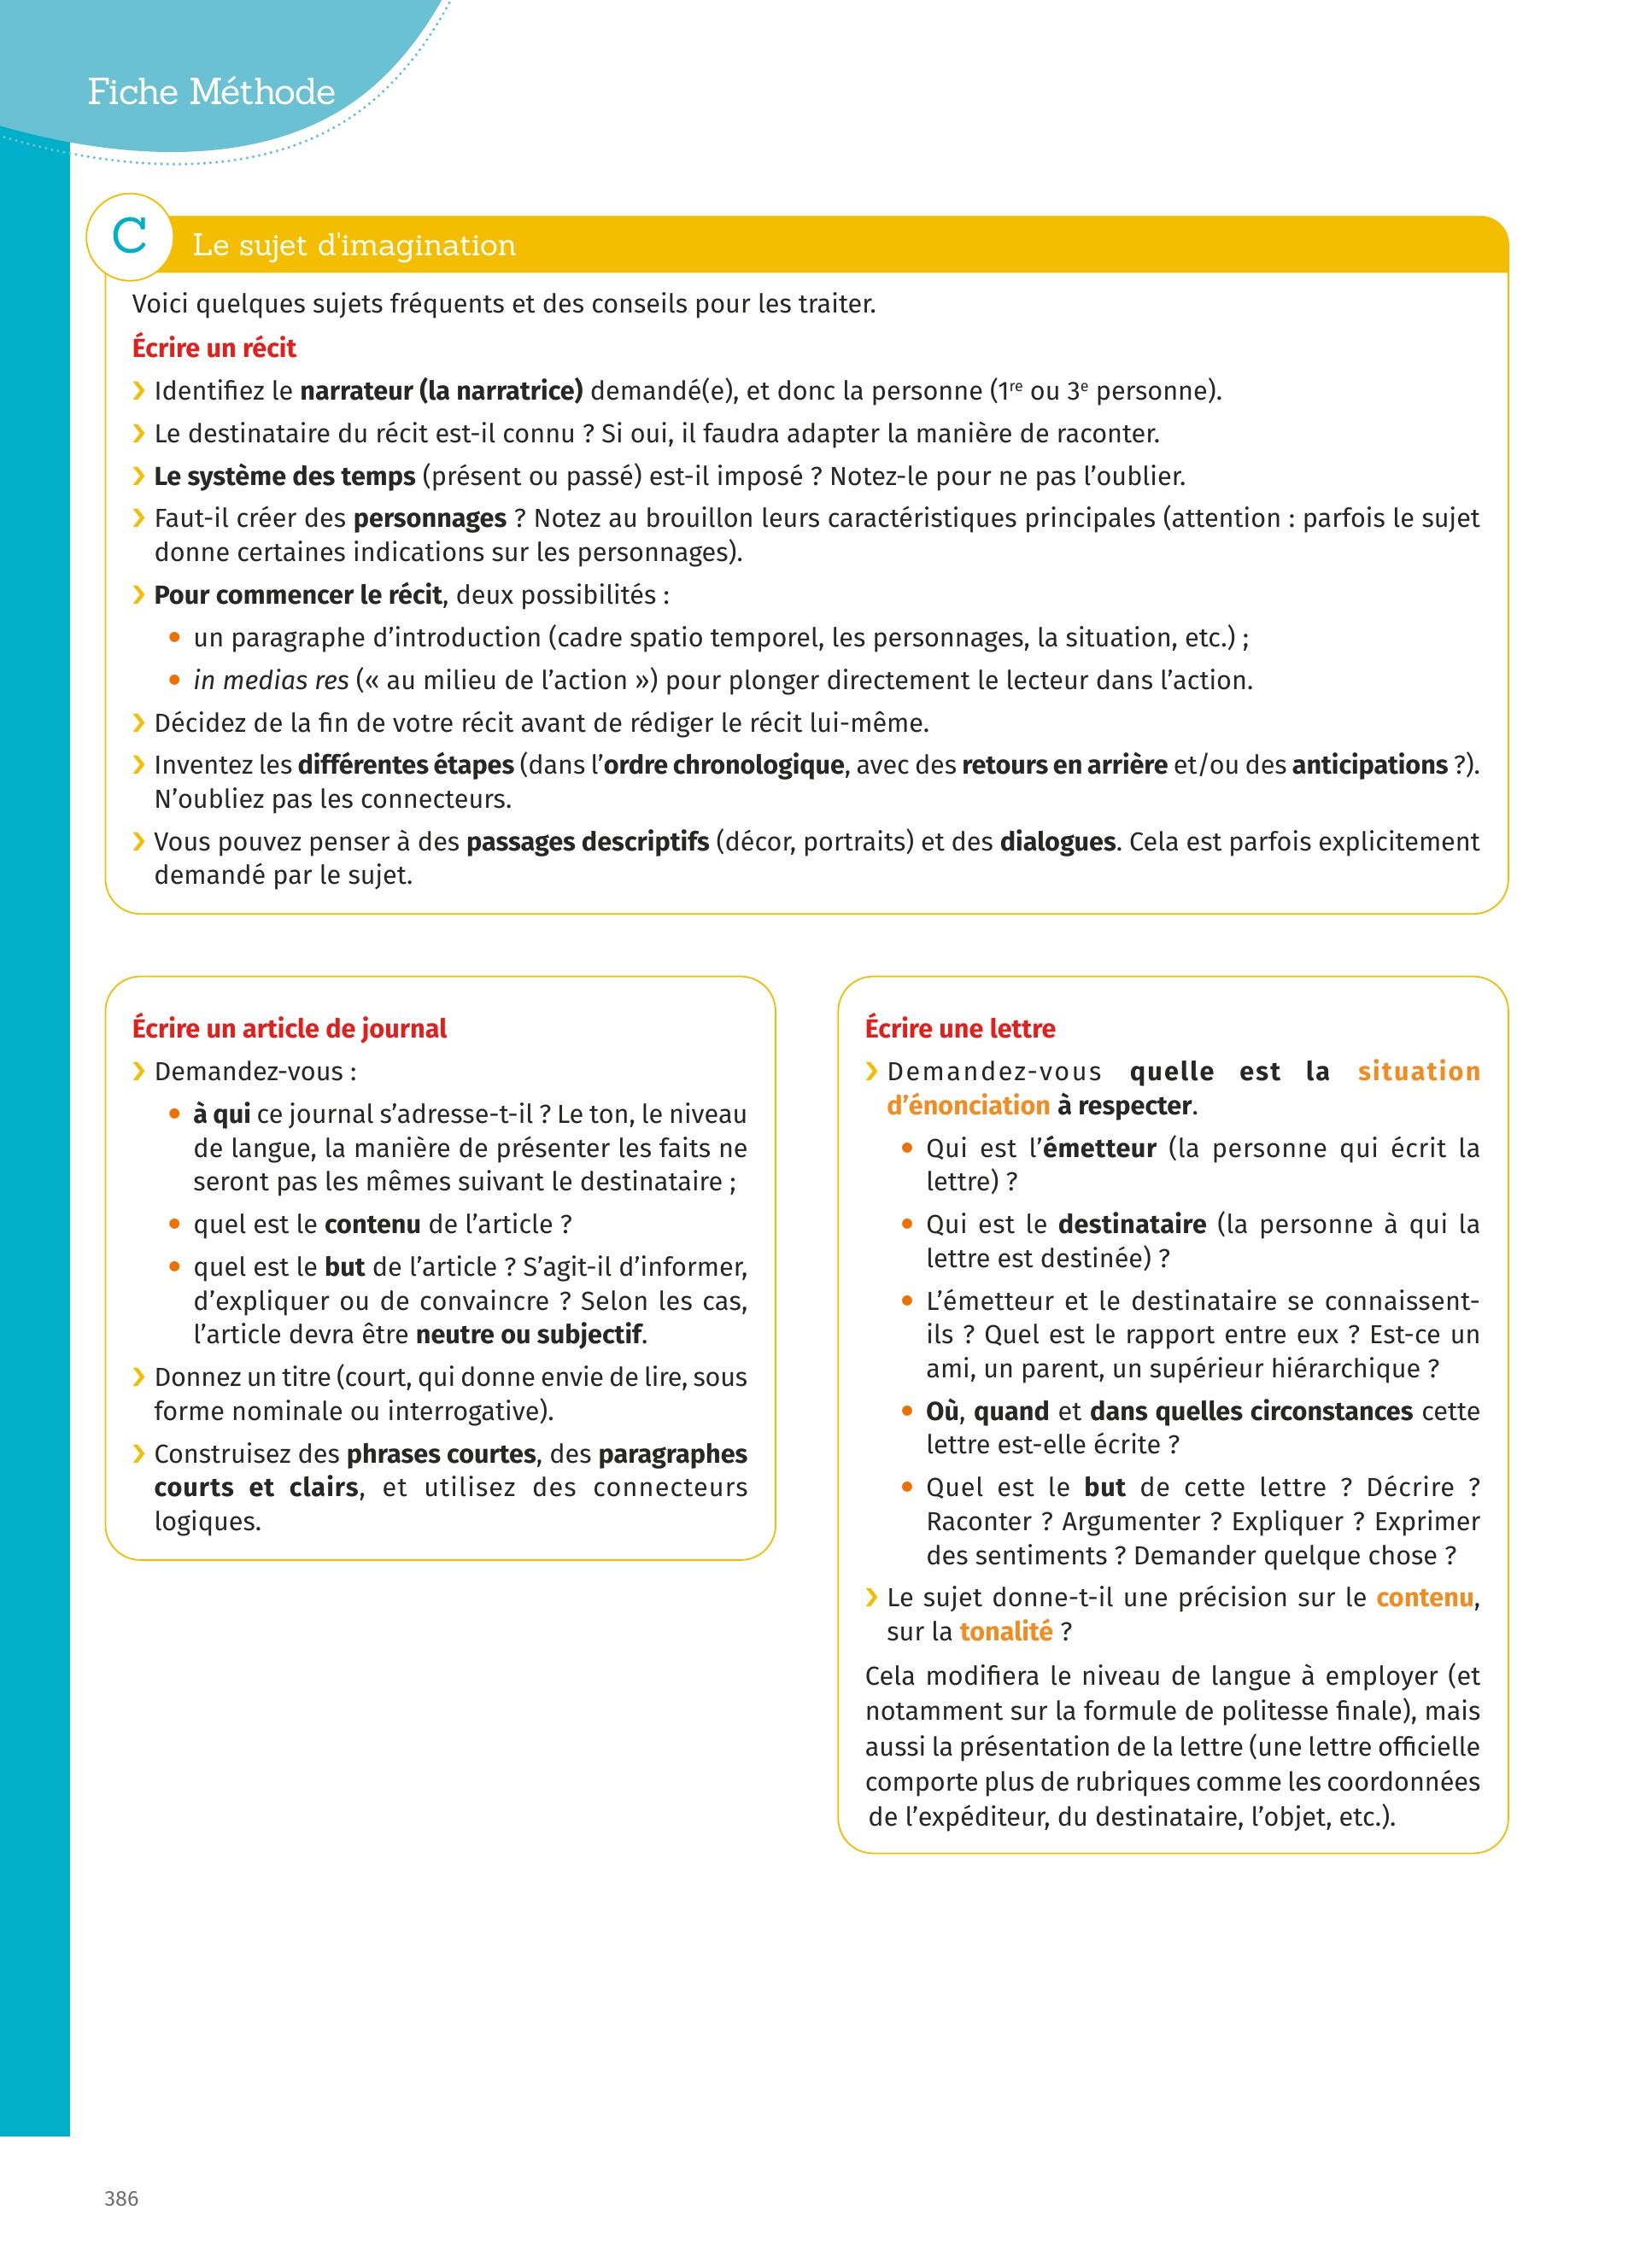 Fiche Méthode
C
Le sujet d'imagination
Voici quelques sujets fréquents et des conseils pour les traiter.
Écrire un récit
› Identifiez le narrateur (la narratrice) demandé(e), et donc la personne (1re ou 3e personne).
› Le destinataire du récit est-il connu ? Si oui, il faudra adapter la manière de raconter.
› Le système des temps (présent ou passé) est-il imposé ? Notez-le pour ne pas l’oublier.
› Faut-il créer des personnages ? Notez au brouillon leurs caractéristiques principales (attention : parfois le sujet
donne certaines indications sur les personnages).
› Pour commencer le récit, deux possibilités :
• un paragraphe d’introduction (cadre spatio temporel, les personnages, la situation, etc.) ;
• in medias res (« au milieu de l’action ») pour plonger directement le lecteur dans l’action.
› Décidez de la fin de votre récit avant de rédiger le récit lui-même.
› Inventez les différentes étapes (dans l’ordre chronologique, avec des retours en arrière et/ou des anticipations ?).
N’oubliez pas les connecteurs.
› Vous pouvez penser à des passages descriptifs (décor, portraits) et des dialogues. Cela est parfois explicitement
demandé par le sujet.
Écrire un article de journal
› Demandez-vous :
• à qui ce journal s’adresse-t-il ? Le ton, le niveau
de langue, la manière de présenter les faits ne
seront pas les mêmes suivant le destinataire ;
• quel est le contenu de l’article ?
• quel est le but de l’article ? S’agit-il d’informer,
d’expliquer ou de convaincre ? Selon les cas,
l’article devra être neutre ou subjectif.
› Donnez un titre (court, qui donne envie de lire, sous
forme nominale ou interrogative).
› Construisez des phrases courtes, des paragraphes
courts et clairs, et utilisez des connecteurs
logiques.
Écrire une lettre
› Demandez-vous quelle est la situation
d’énonciation à respecter.
• Qui est l’émetteur (la personne qui écrit la
lettre) ?
• Qui est le destinataire (la personne à qui la
lettre est destinée) ?
• L’émetteur et le destinataire se connaissent-
ils ? Quel est le rapport entre eux ? Est-ce un
ami, un parent, un supérieur hiérarchique ?
• Où, quand et dans quelles circonstances cette
lettre est-elle écrite ?
• Quel est le but de cette lettre ? Décrire ?
Raconter ? Argumenter ? Expliquer ? Exprimer
des sentiments ? Demander quelque chose ?
› Le sujet donne-t-il une précision sur le contenu,
sur la tonalité ?
Cela modifiera le niveau de langue à employer (et
notamment sur la formule de politesse finale), mais
aussi la présentation de la lettre (une lettre officielle
comporte plus de rubriques comme les coordonnées
de l’expéditeur, du destinataire, l’objet, etc.).
386